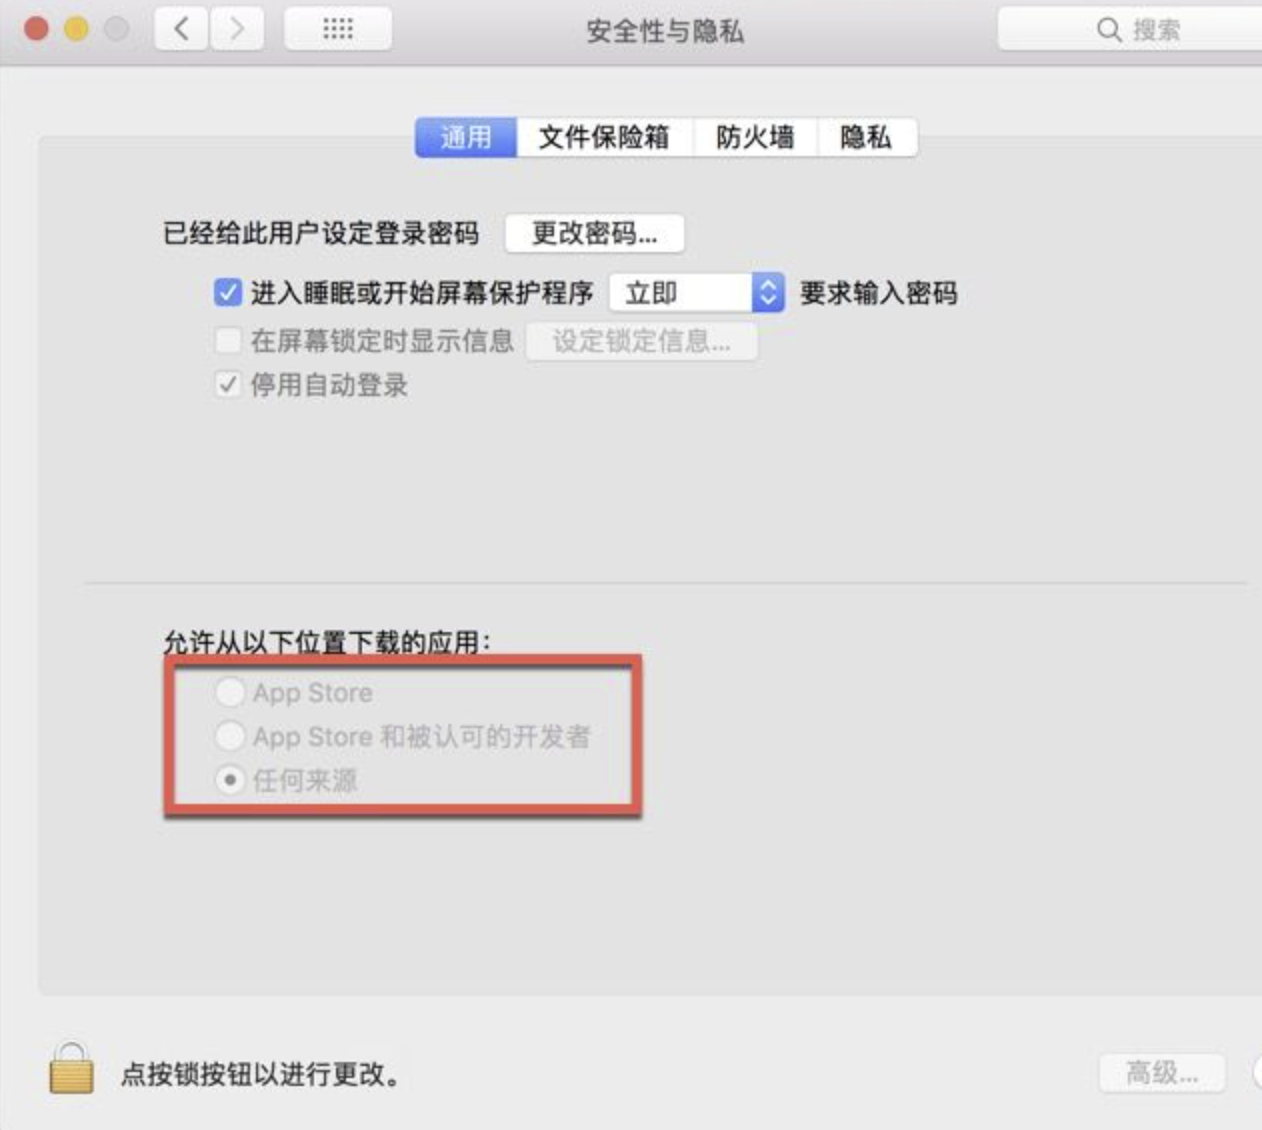 安全性与隐私
搜索
通用 文件保险箱 防火墙 隐私
已经给此用户设定登录密码 更改密码...
进入睡眠或开始屏幕保护程序 立即 要求输入密码
在屏幕锁定时显示信息 设定锁定信息...
停用自动登录
允许从以下位置下载的应用：
App Store
App Store 和被认可的开发者
任何来源
点按锁按钮以进行更改。
高级...